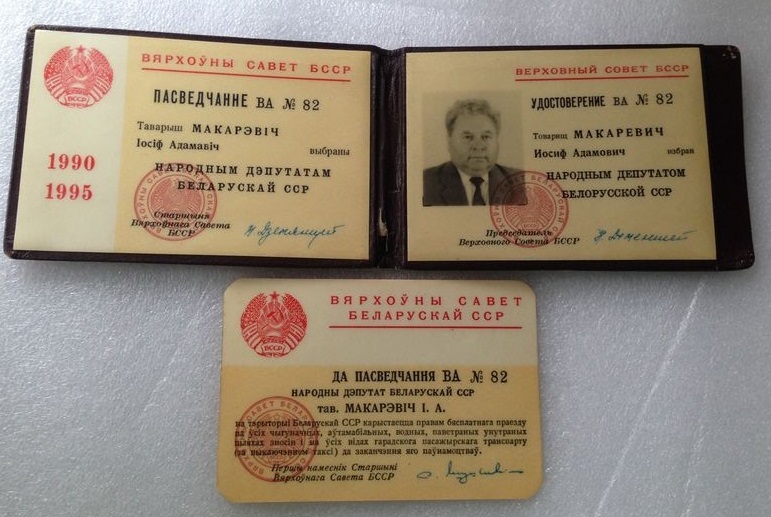 ВЯРХОЎНЫ САВЕТ БССР
БССР
ПАСВЕДЧАННЕ ВА № 82
Таварыш МАКАРЭВІЧ
Іосіф Адамавіч
выбраны
1990
1995
НАРОДНЫМ ДЭПУТАТАМ
БЕЛАРУСКАЙ ССР
Старшыня
Вярхоўнага Савета
БССР
ВЕРХОВНЫЙ СОВЕТ БССР
УДОСТОВЕРЕНИЕ ВА № 82
Товарищ МАКАРЕВИЧ
Иосиф Адамович избран
НАРОДНЫМ ДЕПУТАТОМ
БЕЛОРУССКОЙ ССР
Председатель
Верховного Совета БССР
ВЯРХОЎНЫ САВЕТ
БЕЛАРУСКАЙ ССР
БССР
ДА ПАСВЕДЧАННЯ ВА № 82
НАРОДНЫ ДЭПУТАТ БЕЛАРУСКАЙ ССР
тав. МАКАРЭВІЧ І. А.
на тэрыторыі Беларускай ССР карыстаецца правам бясплатнага праезду
на ўсіх чыгуначных, аўтамабільных, водных, паветраных унутраных
шляхах зносін і на ўсіх відах гарадскога пасажырскага транспарту
(за выключэннем таксі) да заканчэння яго паўнамоцтваў.
Першы намеснік Старшыні
Вярхоўнага Савета БССР